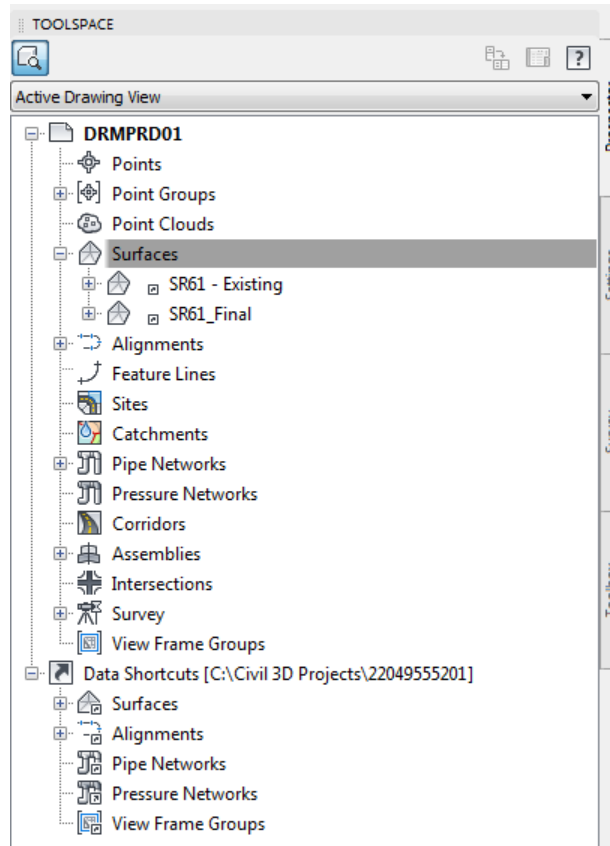 TOOLSPACE
?
Active Drawing View
DRMPRD01
Points
Point Groups
Point Clouds
Surfaces
SR61 - Existing
SR61_Final
Alignments
Feature Lines
Sites
Catchments
Pipe Networks
Pressure Networks
Corridors
Assemblies
Intersections
Survey
View Frame Groups
Data Shortcuts [C:\Civil 3D Projects\22049555201]
Surfaces
Alignments
Pipe Networks
Pressure Networks
View Frame Groups